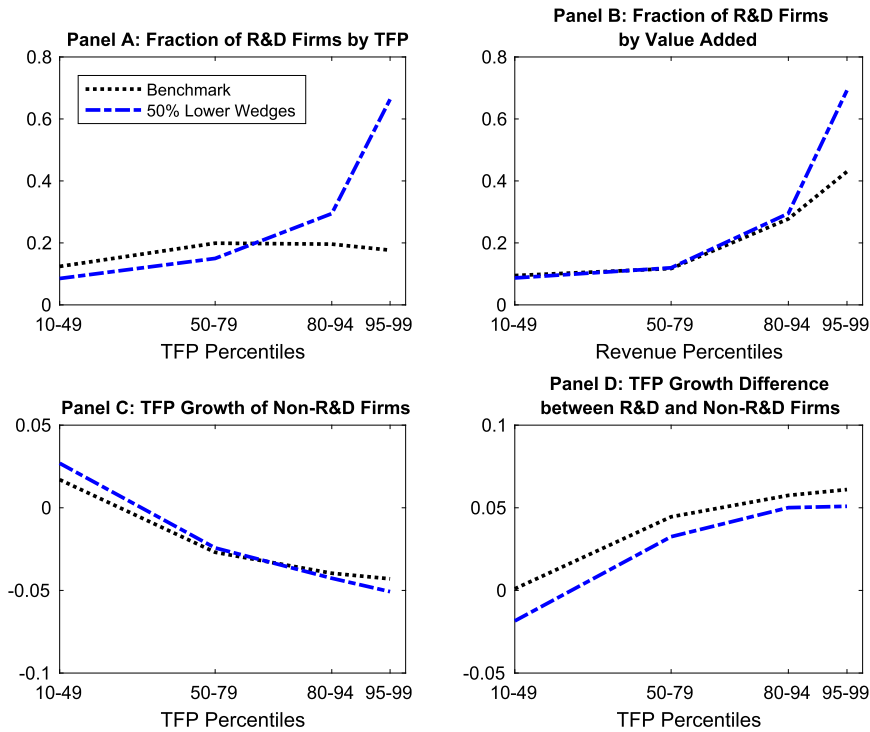 Panel A: Fraction of R&D Firms by TFP
0.8
0.6
0.4
0.2
0
Benchmark
50% Lower Wedges
10-49 50-79 80-94 95-99
TFP Percentiles
Panel B: Fraction of R&D Firms
by Value Added
0.8
0.6
0.4
0.2
0
10-49 50-79 80-94 95-99
Revenue Percentiles
Panel C: TFP Growth of Non-R&D Firms
0.05
0
-0.05
-0.1
10-49 50-79 80-94 95-99
TFP Percentiles
Panel D: TFP Growth Difference
between R&D and Non-R&D Firms
0.1
0.05
0
-0.05
10-49 50-79 80-94 95-99
TFP Percentiles